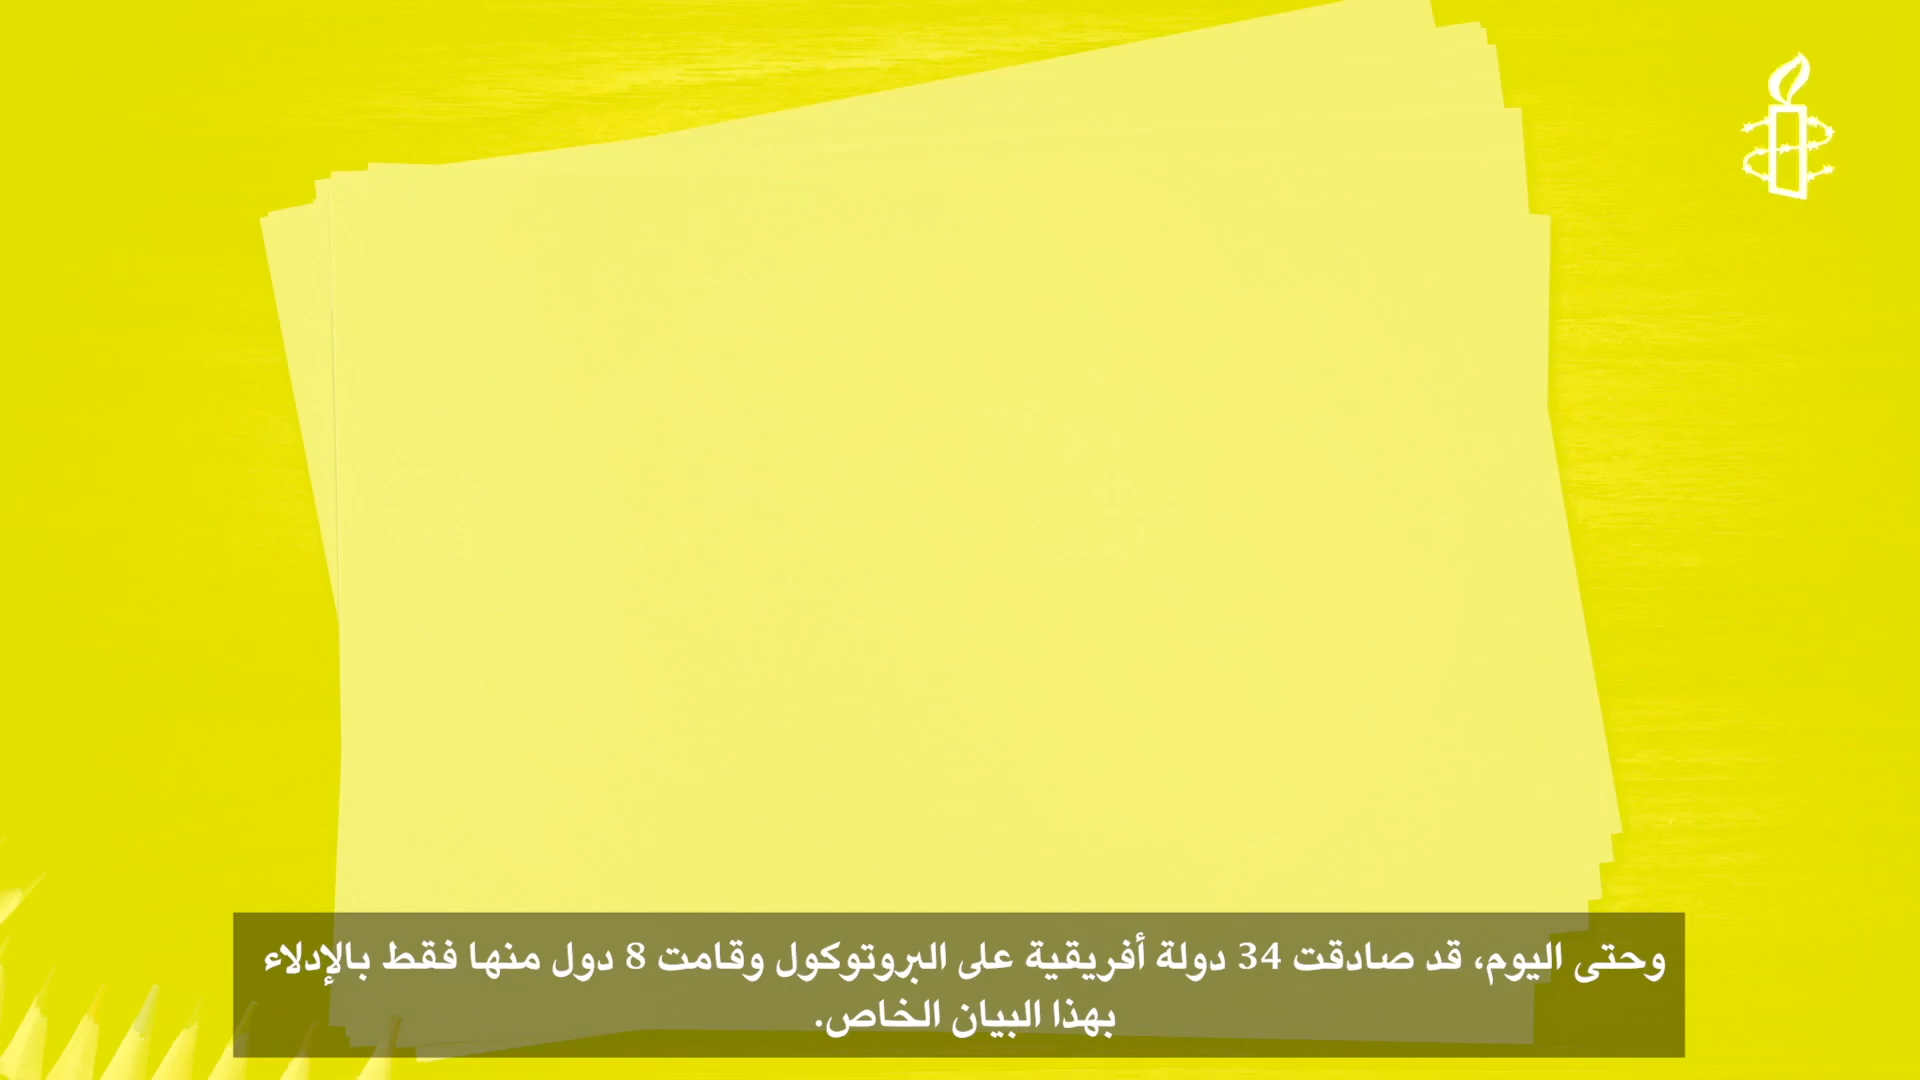 وحتى اليوم، قد صادقت 34 دولة أفريقية على البروتوكول وقامت 8 دول منها فقط بالإدلاء
بهذا البيان الخاص.